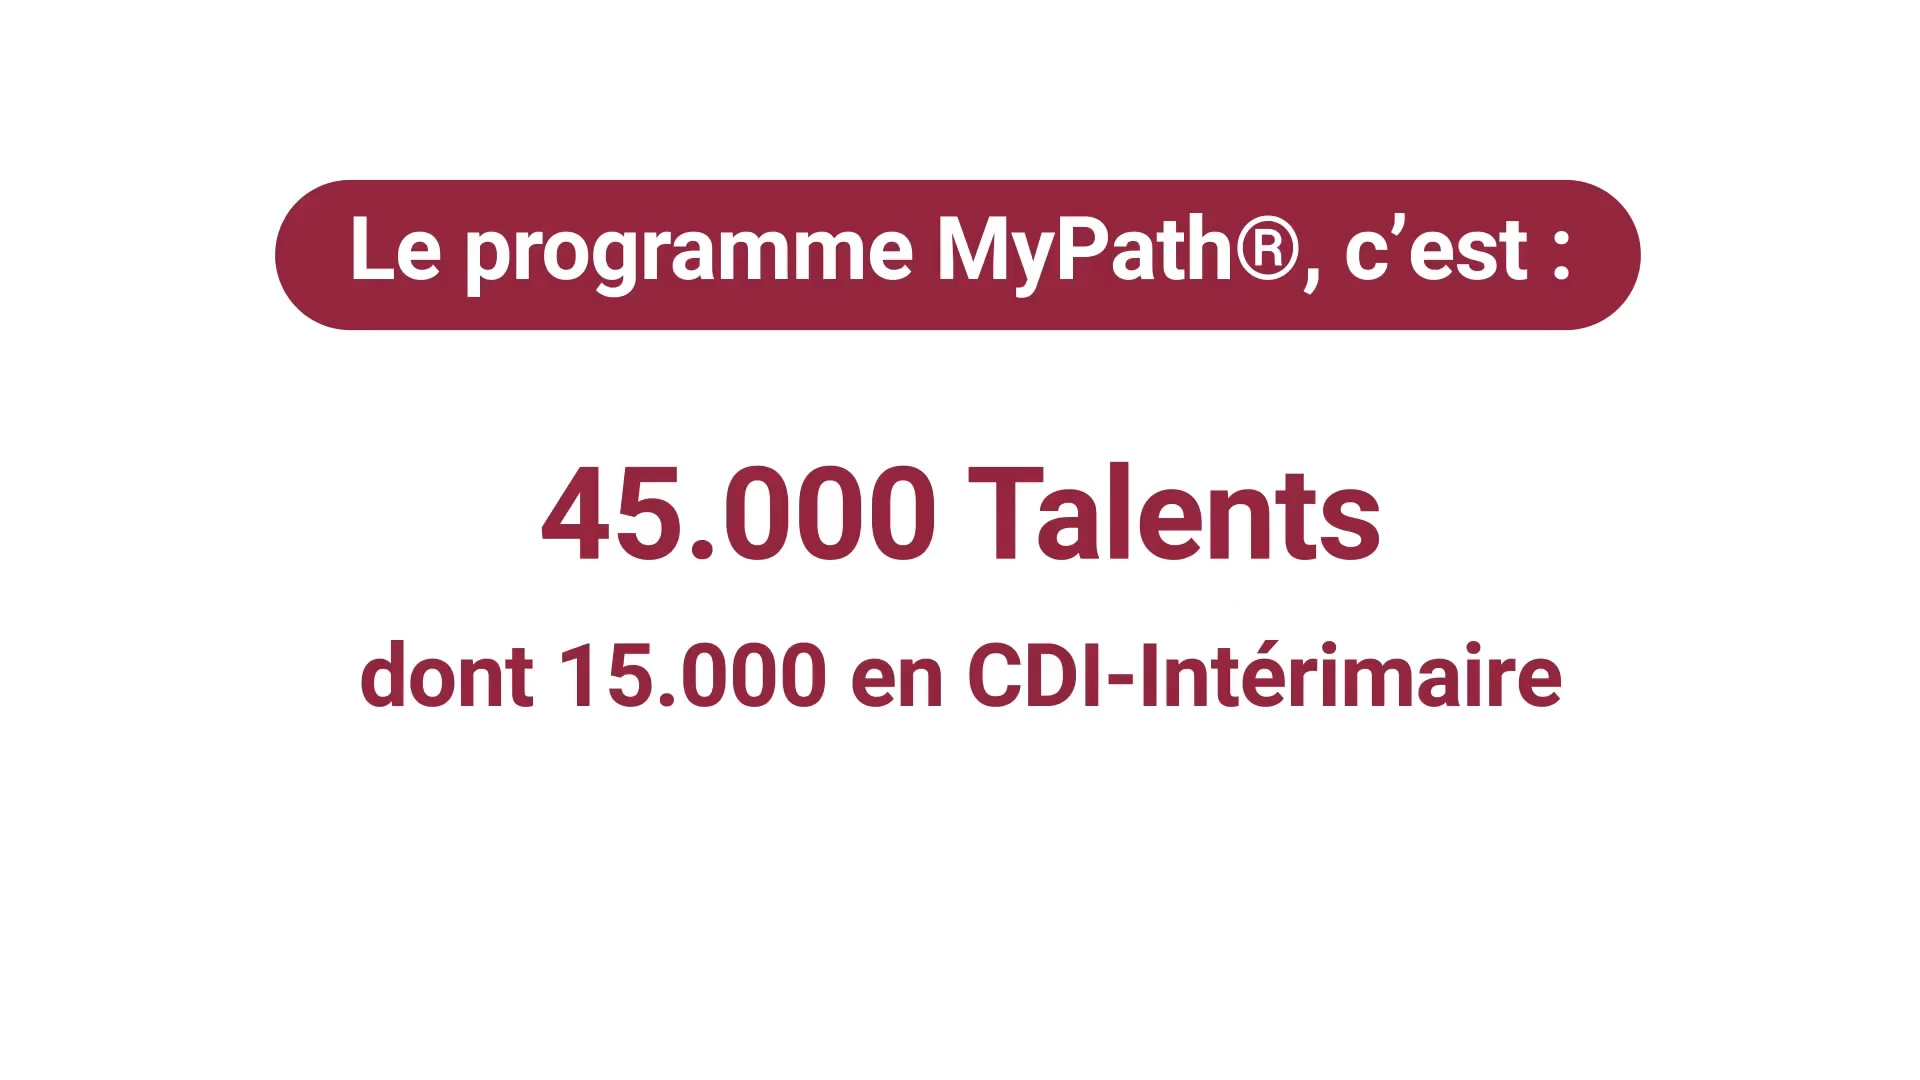 Le programme MyPath®, c’est :
45.000 Talents
dont 15.000 en CDI-Intérimaire